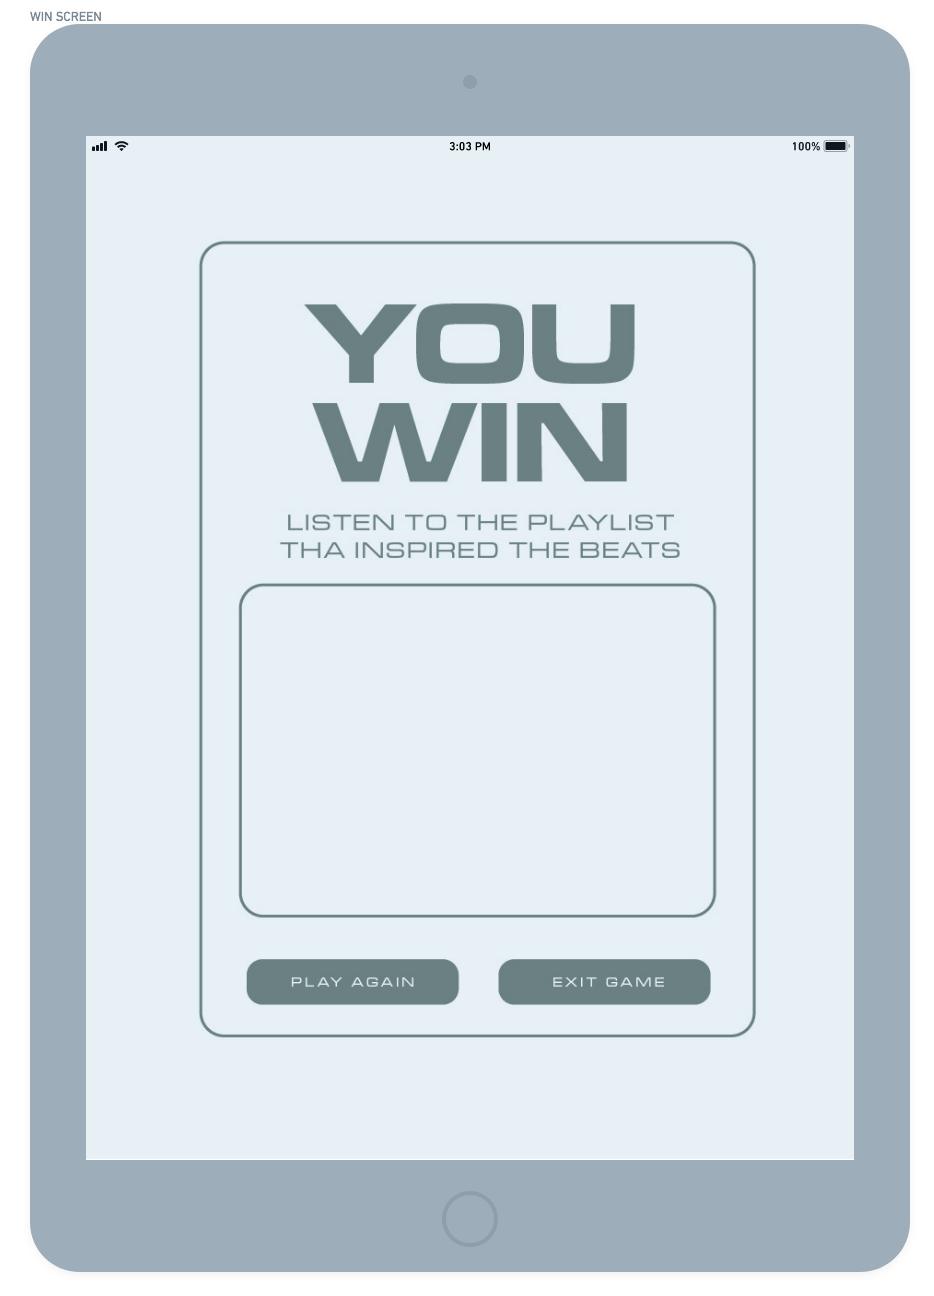 WIN SCREEN
3:03 PM
100%
YOU
WIN
LISTEN TO THE PLAYLIST
THA INSPIRED THE BEATS
PLAY AGAIN
EXIT GAME